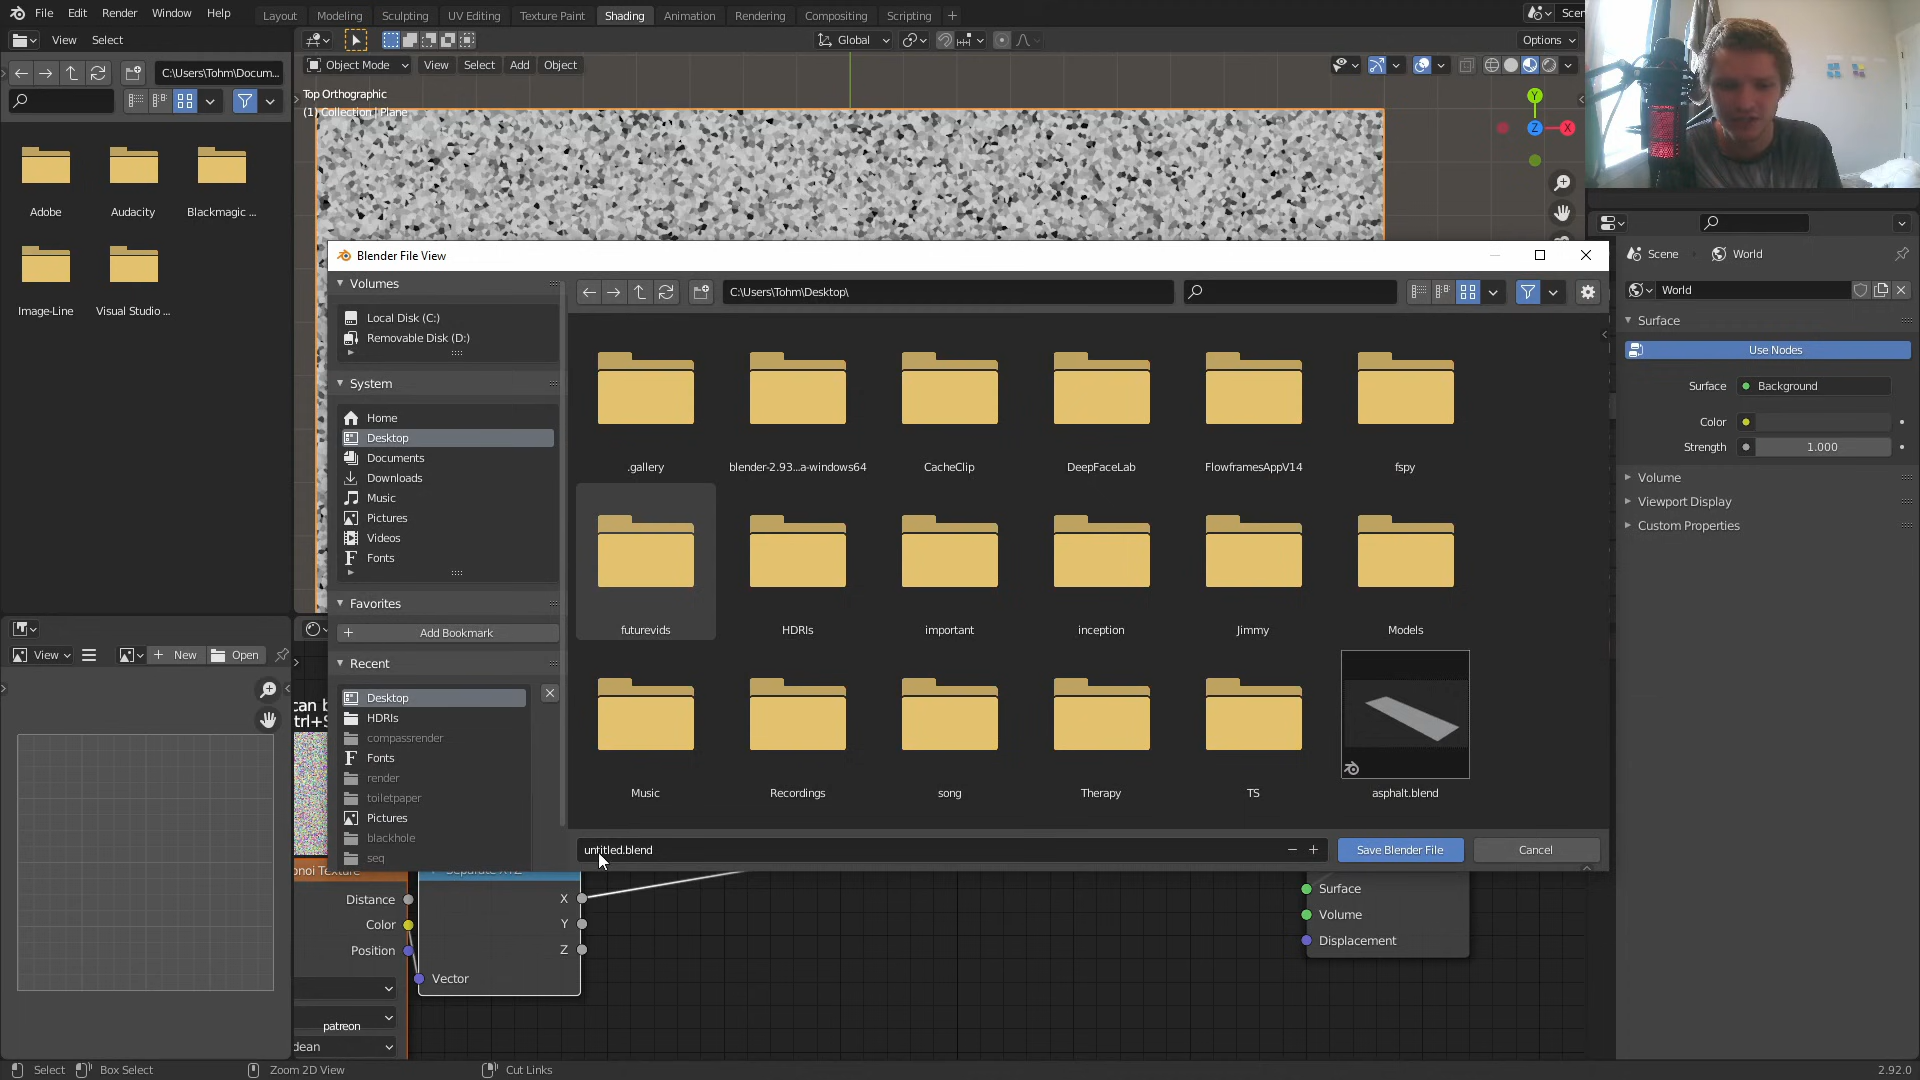 File Edit Render Window Help
Layout Modeling Sculpting UV Editing Texture Paint Shading Animation Rendering Compositing Scripting +
View Select
Global
Options
C:\Users\Tohm\Docum...
Object Mode View Select Add Object
Top Orthographic
(1) Collection | Plane
Y
Z
X
Adobe
Audacity
Blackmagic ...
Image-Line
Visual Studio ...
Blender File View
Volumes
Local Disk (C:)
Removable Disk (D:)
System
Home
Desktop
Documents
Downloads
Music
Pictures
Videos
Fonts
Favorites
Add Bookmark
Recent
Desktop
HDRIs
compassrender
Fonts
render
toiletpaper
Pictures
blackhole
seq
C:\Users\Tohm\Desktop\
.gallery
blender-2.93...a-windows64
CacheClip
DeepFaceLab
FlowframesAppV14
fspy
futurevids
HDRIs
important
inception
Jimmy
Models
Music
Recordings
song
Therapy
TS
asphalt.blend
untitled.blend
Save Blender File
Cancel
Scene
World
World
Surface
Use Nodes
Surface
Background
Color
Strength
1.000
Volume
Viewport Display
Custom Properties
View
New
Open
can b
trl+S
Distance
Color
Position
patreon
Separate XYZ
X
Y
Z
Vector
Surface
Volume
Displacement
Select
Box Select
Zoom 2D View
Cut Links
2.92.0